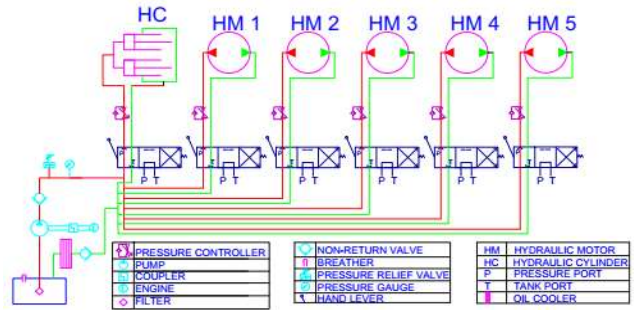 HC HM 1 HM 2 HM 3 HM 4 HM 5
P P P P P P
T T T T T T
P T P T P T P T P T P T
PRESSURE CONTROLLER
PUMP
COUPLER
ENGINE
FILTER
NON-RETURN VALVE
BREATHER
PRESSURE RELIEF VALVE
PRESSURE GAUGE
HAND LEVER
HM HYDRAULIC MOTOR
HC HYDRAULIC CYLINDER
P PRESSURE PORT
T TANK PORT
OIL COOLER